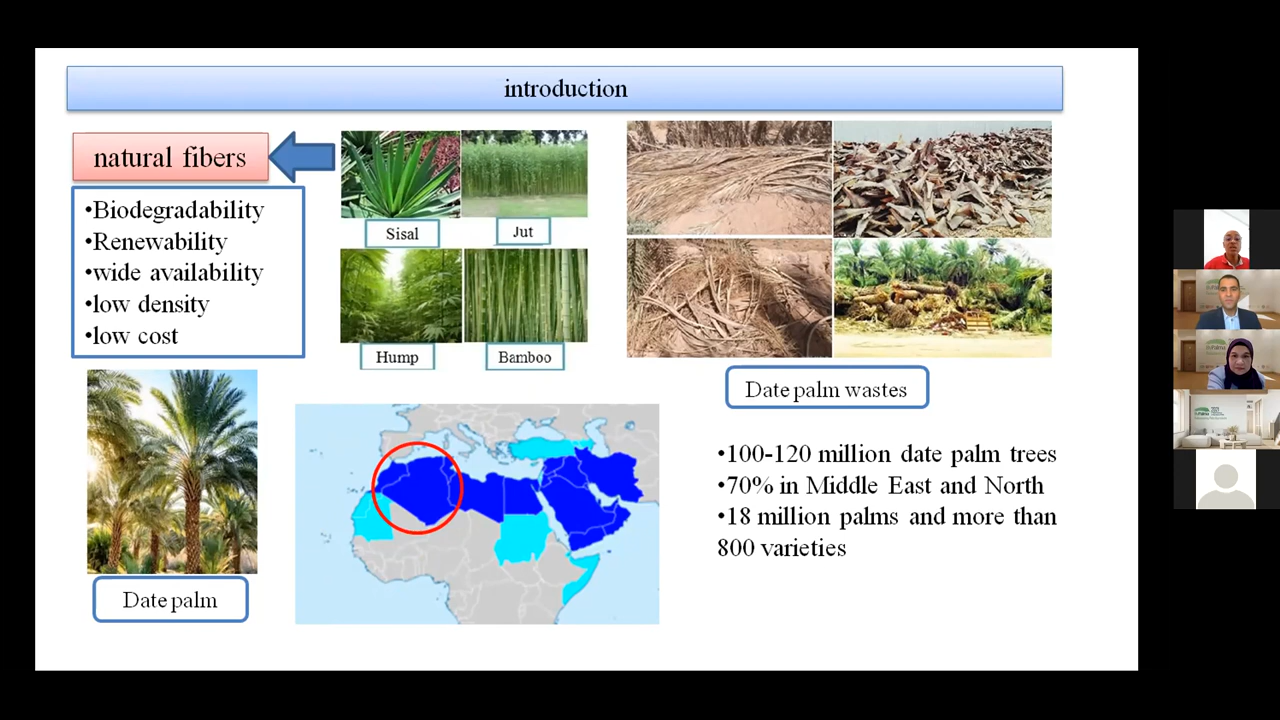 introduction
natural fibers
•Biodegradability
•Renewability
•wide availability
•low density
•low cost
Sisal
Jut
Hump
Bamboo
Date palm wastes
Date palm
•100-120 million date palm trees
•70% in Middle East and North
•18 million palms and more than
800 varieties